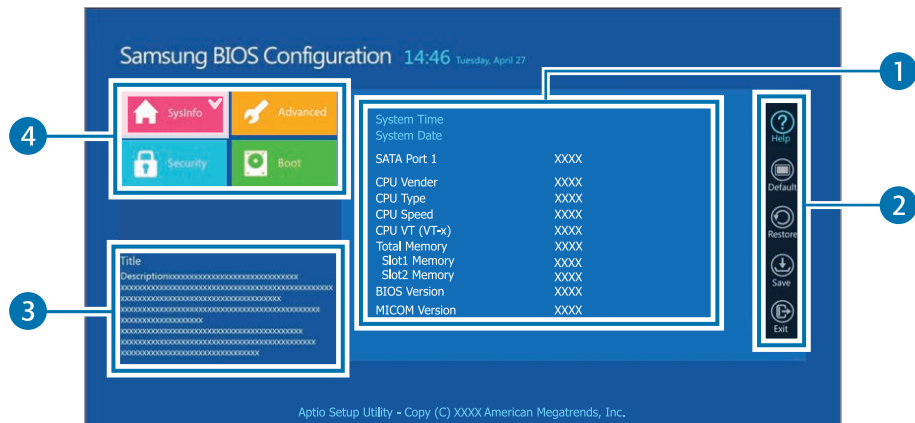 Samsung BIOS Configuration 14:46 Tuesday, April 27
1
4
SysInfo Advanced
Security Boot
System Time
System Date
SATA Port 1 XXXX
CPU Vender XXXX
CPU Type XXXX
CPU Speed XXXX
CPU VT (VT-x) XXXX
Total Memory XXXX
Slot1 Memory XXXX
Slot2 Memory XXXX
BIOS Version XXXX
MICOM Version XXXX
Help
Default
Restore
Save
Exit
2
3
Title
Descriptionxxxxxxxxxxxxxxxxxxxxxxxxxxxxxx
Aptio Setup Utility - Copy (C) XXXX American Megatrends, Inc.